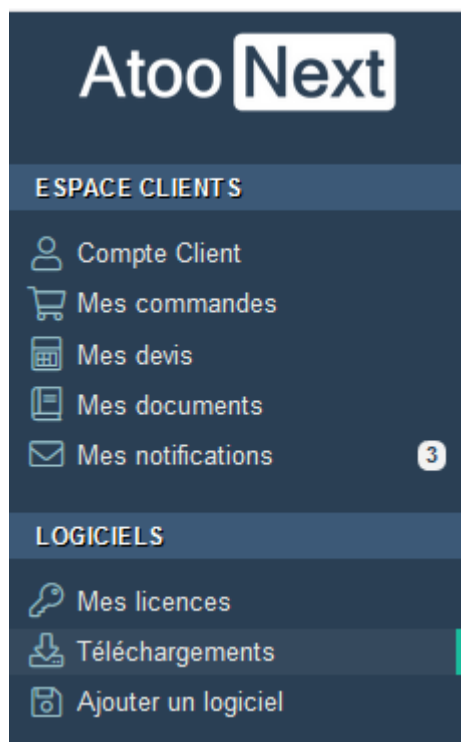 Atoo Next
ESPACE CLIENTS
Compte Client
Mes commandes
Mes devis
Mes documents
Mes notifications 3
LOGICIELS
Mes licences
Téléchargements
Ajouter un logiciel